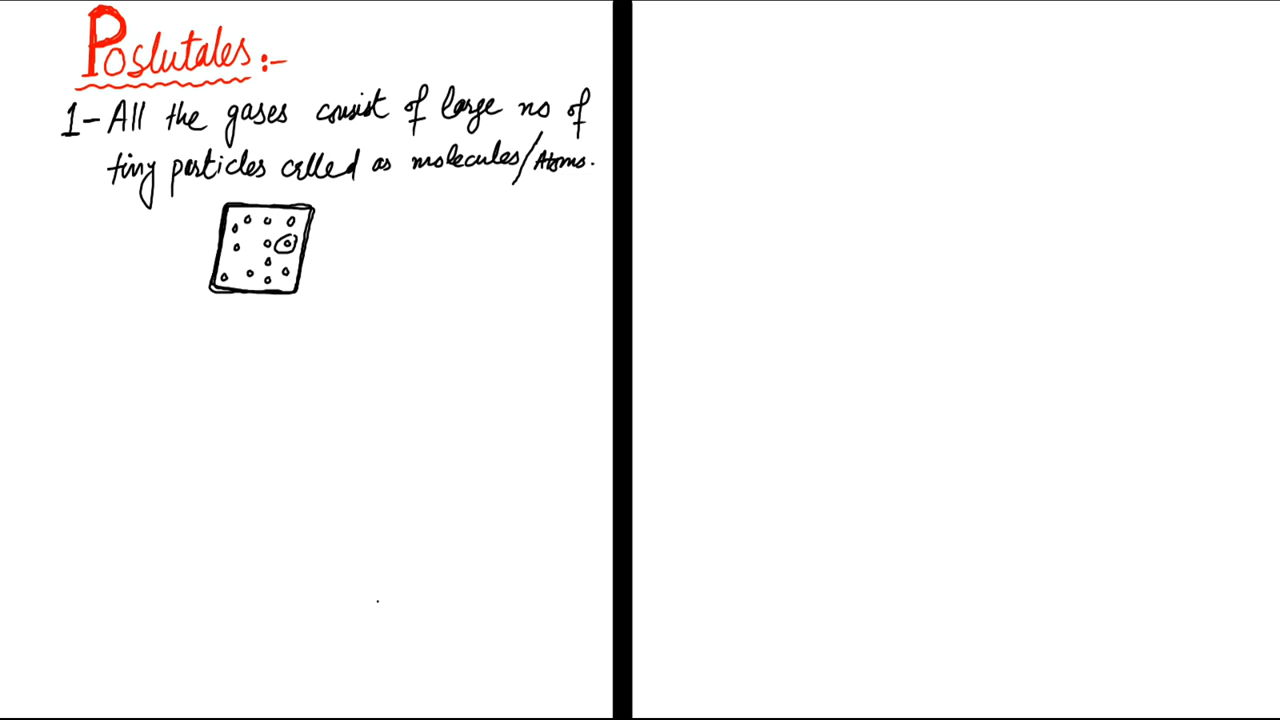 Poslutales :-
1- All the gases consist of large no of
tiny particles called as molecules/Atoms.